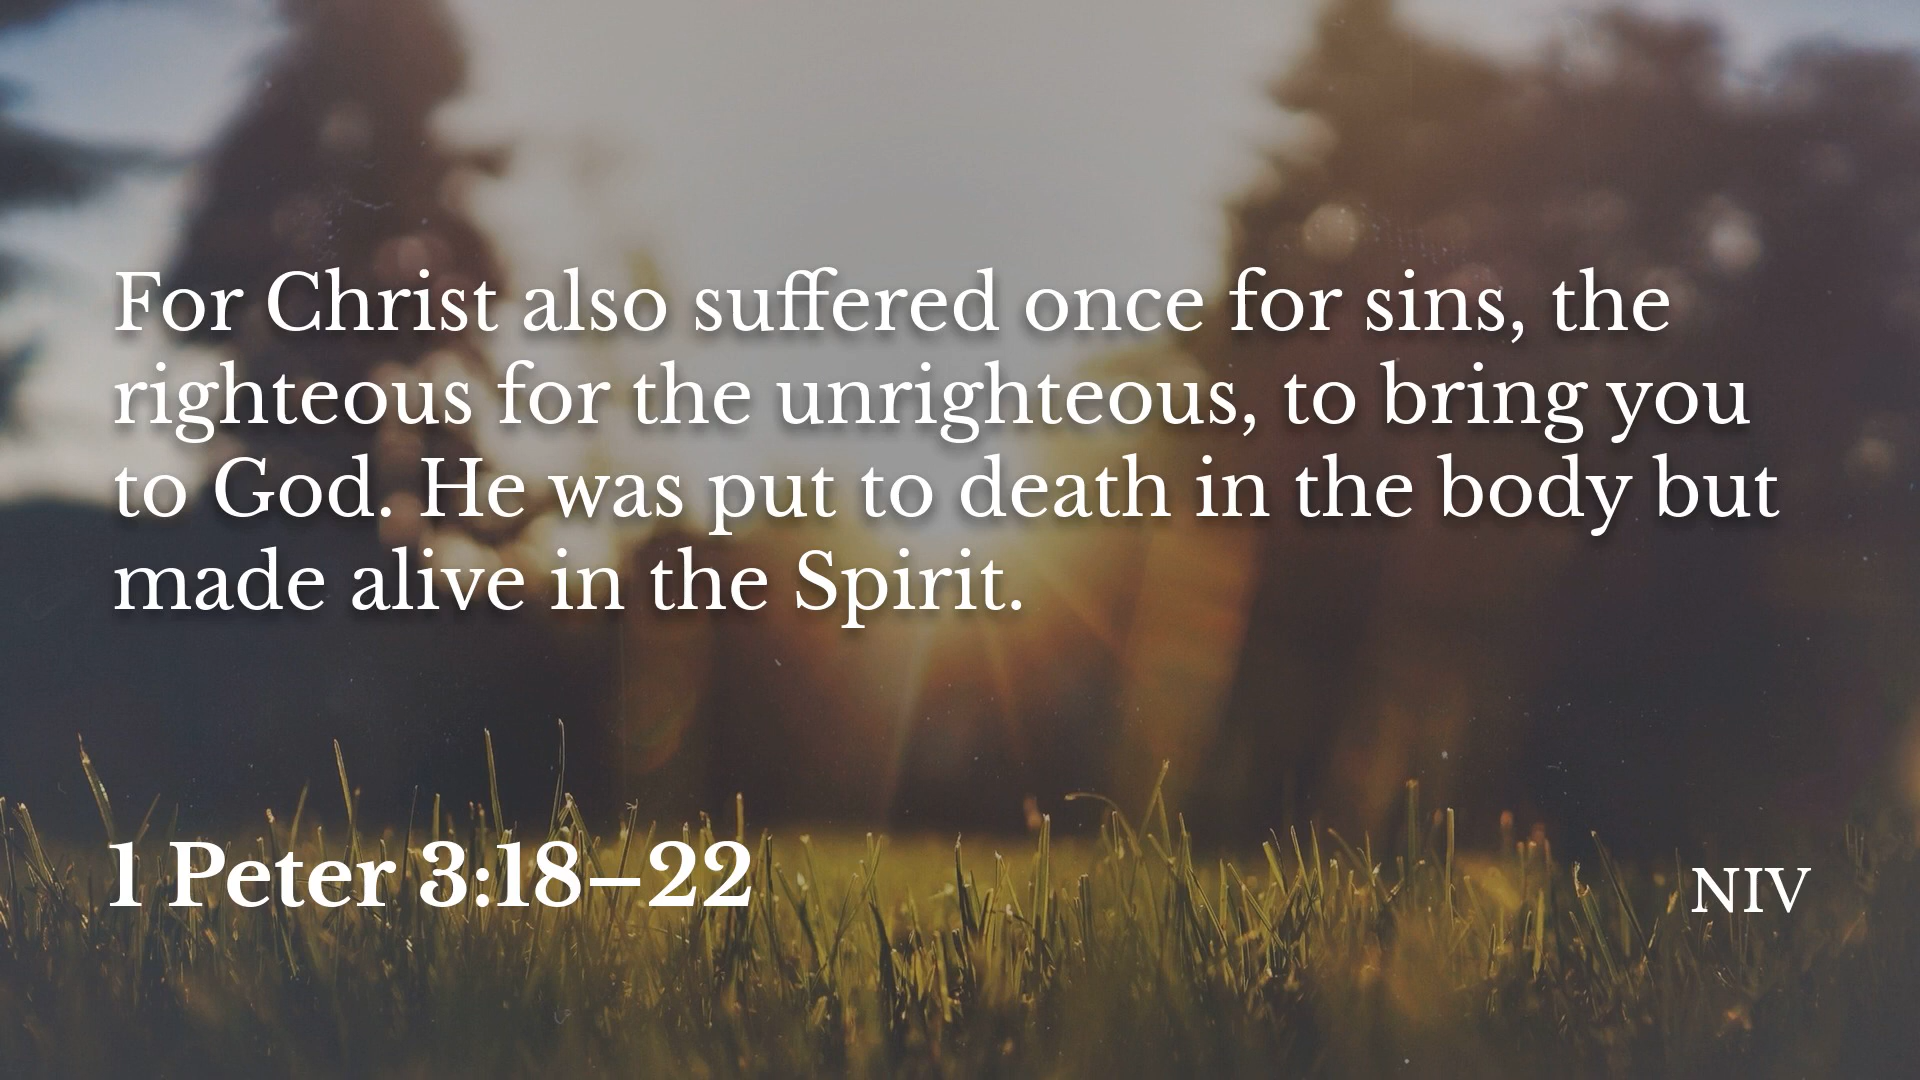 For Christ also suffered once for sins, the
righteous for the unrighteous, to bring you
to God. He was put to death in the body but
made alive in the Spirit.
1 Peter 3:18–22
NIV